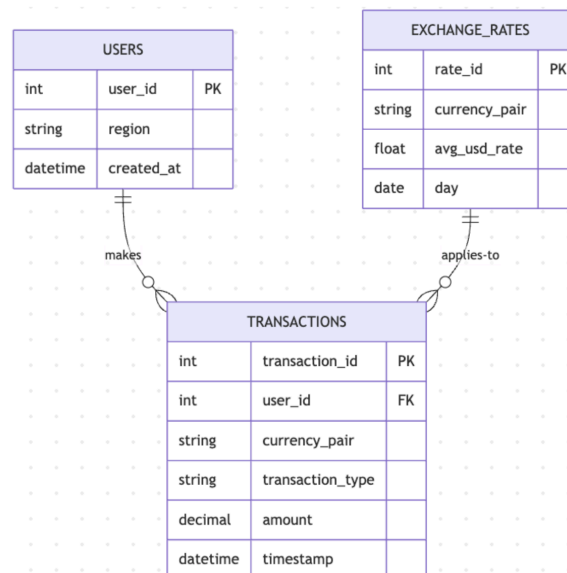 USERS
int user_id PK
string region
datetime created_at
EXCHANGE_RATES
int rate_id PK
string currency_pair
float avg_usd_rate
date day
makes
applies-to
TRANSACTIONS
int transaction_id PK
int user_id FK
string currency_pair
string transaction_type
decimal amount
datetime timestamp